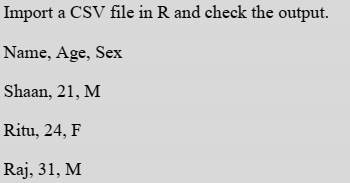 Import a CSV file in R and check the output.
Name, Age, Sex
Shaan, 21, M
Ritu, 24, F
Raj, 31, M